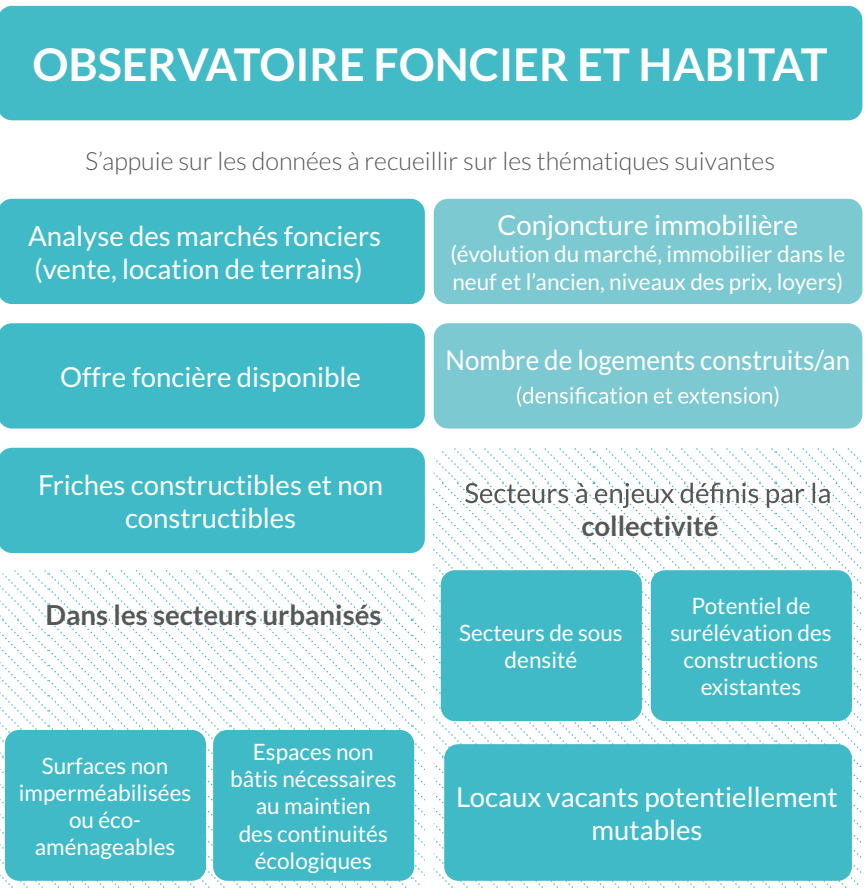 OBSERVATOIRE FONCIER ET HABITAT
S'appuie sur les données à recueillir sur les thématiques suivantes
Analyse des marchés fonciers
(vente, location de terrains)
Conjoncture immobilière
(évolution du marché, immobilier dans le
neuf et l'ancien, niveaux des prix, loyers)
Offre foncière disponible
Nombre de logements construits/an
(densification et extension)
Friches constructibles et non
constructibles
Secteurs à enjeux définis par la
collectivité
Dans les secteurs urbanisés
Secteurs de sous
densité
Potentiel de
surélévation des
constructions
existantes
Surfaces non
imperméabilisées
ou éco-
aménageables
Espaces non
bâtis nécessaires
au maintien
des continuités
écologiques
Locaux vacants potentiellement
mutables